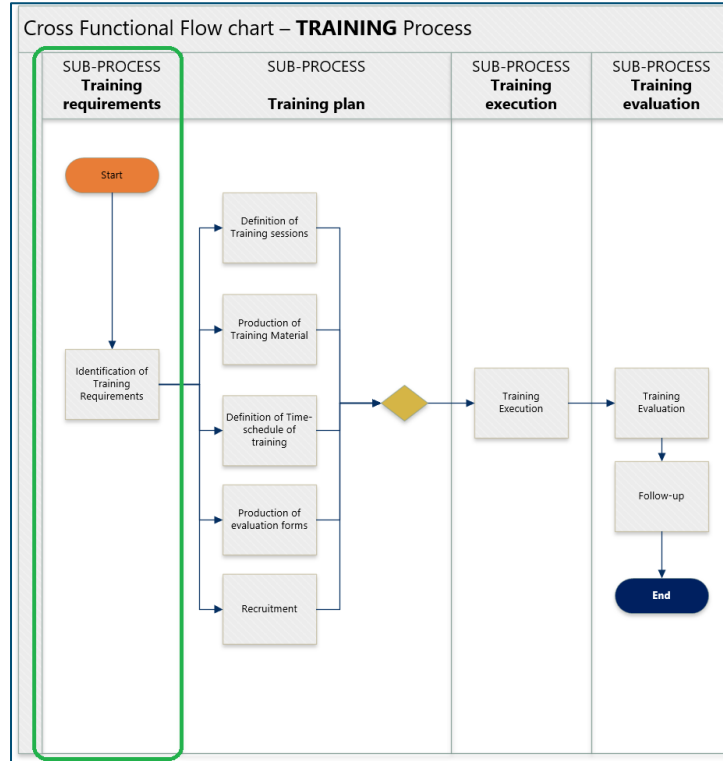 Cross Functional Flow chart – TRAINING Process
SUB-PROCESS
Training
requirements
SUB-PROCESS
Training plan
SUB-PROCESS
Training
execution
SUB-PROCESS
Training
evaluation
Start
Identification of
Training
Requirements
Definition of
Training sessions
Production of
Training Material
Definition of Time-
schedule of
training
Production of
evaluation forms
Recruitment
Training
Execution
Training
Evaluation
Follow-up
End